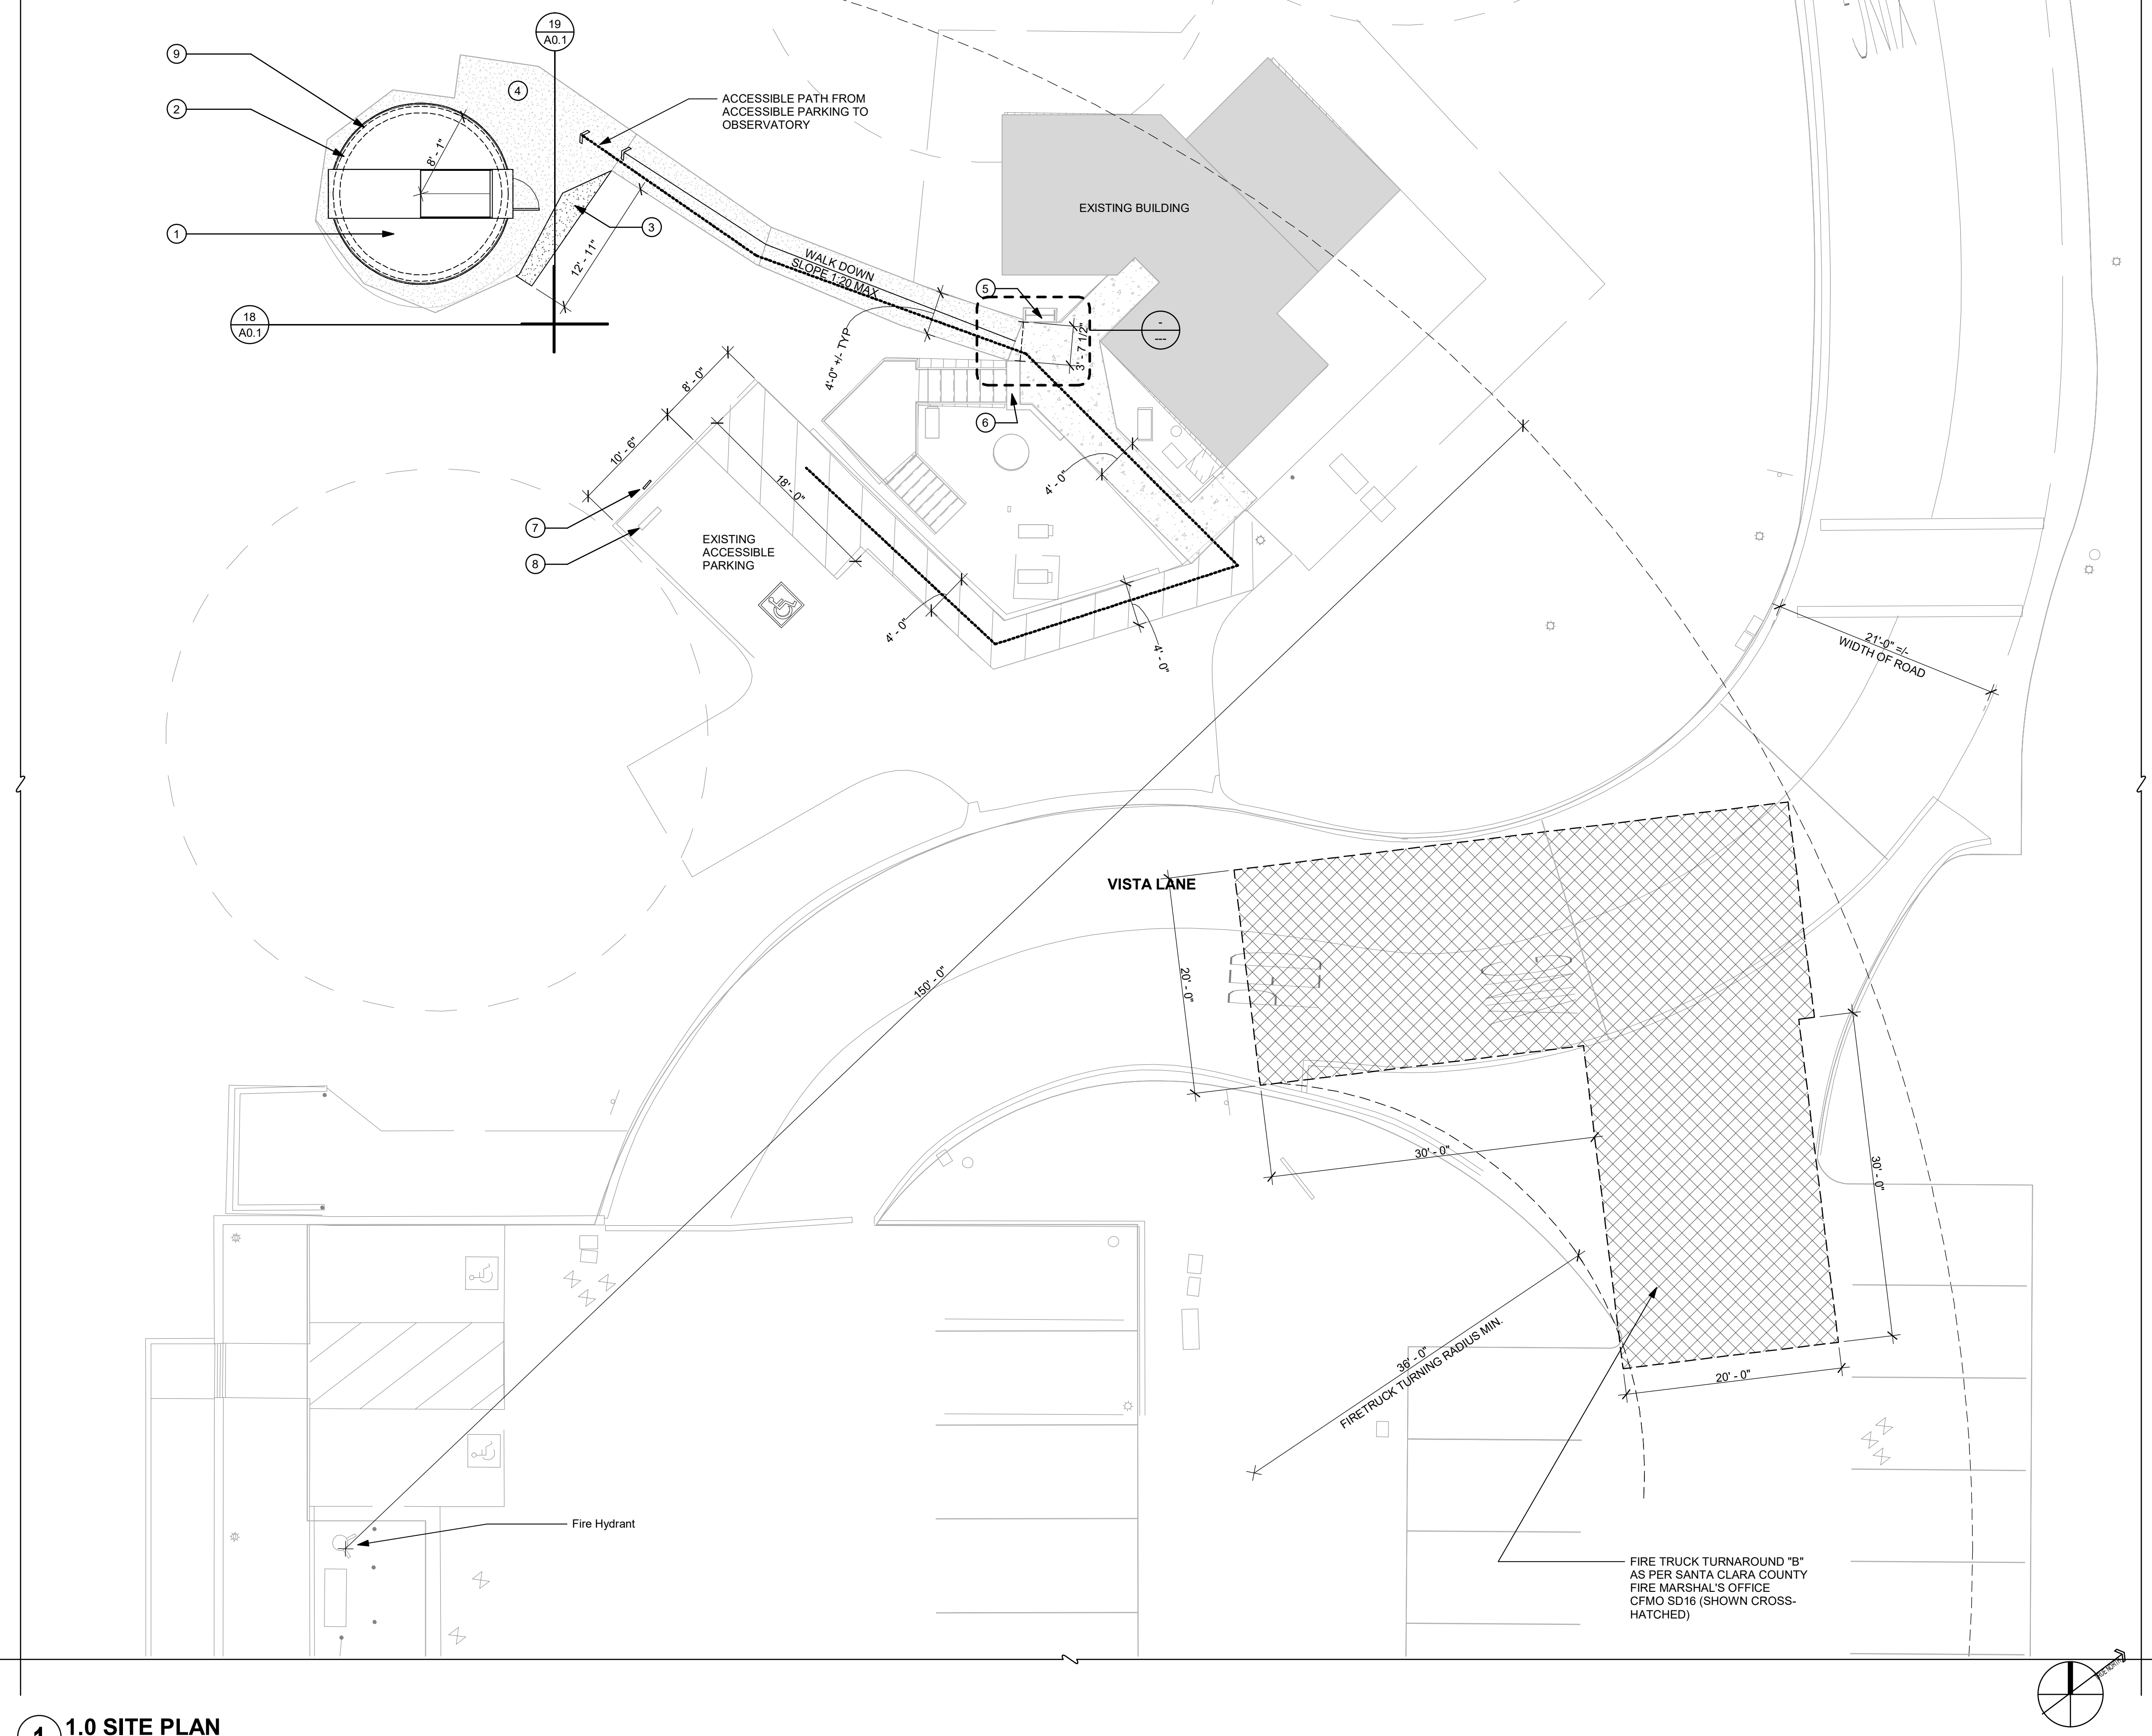 19
A0.1
9
4
2
ACCESSIBLE PATH FROM
ACCESSIBLE PARKING TO
OBSERVATORY
8' - 1"
EXISTING BUILDING
3
1
12' - 11"
WALK DOWN
SLOPE 1:20 MAX
5
18
A0.1
-
---
3' - 7 1/2"
4'-0" +/- TYP
8' - 0"
6
10' - 6"
18' - 0"
4' - 0"
7
EXISTING
ACCESSIBLE
PARKING
8
4' - 0"
4' - 0"
21'-0" =/-
WIDTH OF ROAD
VISTA LANE
20' - 0"
150' - 0"
30' - 0"
30' - 0"
36' - 0"
FIRETRUCK TURNING RADIUS MIN.
20' - 0"
Fire Hydrant
FIRE TRUCK TURNAROUND "B"
AS PER SANTA CLARA COUNTY
FIRE MARSHAL'S OFFICE
CFMO SD16 (SHOWN CROSS-
HATCHED)
TRUE NORTH
1
1.0 SITE PLAN